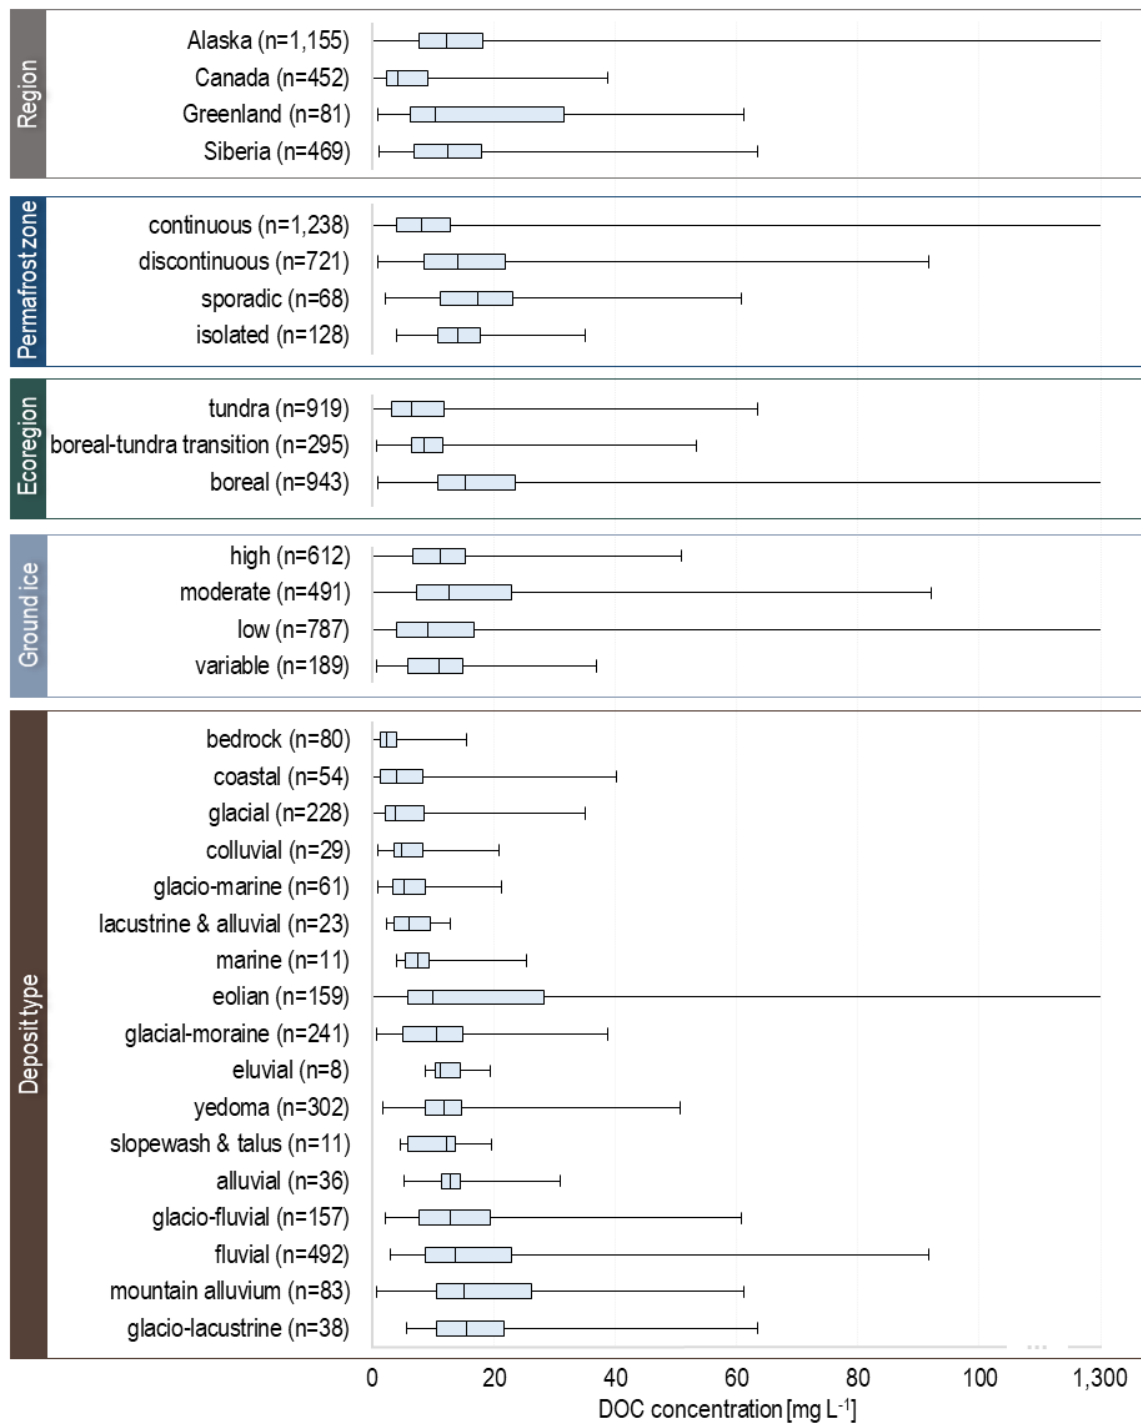 Region
Alaska (n=1,155)
Canada (n=452)
Greenland (n=81)
Siberia (n=469)
Permafrost zone
continuous (n=1,238)
discontinuous (n=721)
sporadic (n=68)
isolated (n=128)
Ecoregion
tundra (n=919)
boreal-tundra transition (n=295)
boreal (n=943)
Ground ice
high (n=612)
moderate (n=491)
low (n=787)
variable (n=189)
Deposit type
bedrock (n=80)
coastal (n=54)
glacial (n=228)
colluvial (n=29)
glacio-marine (n=61)
lacustrine & alluvial (n=23)
marine (n=11)
eolian (n=159)
glacial-moraine (n=241)
eluvial (n=8)
yedoma (n=302)
slopewash & talus (n=11)
alluvial (n=36)
glacio-fluvial (n=157)
fluvial (n=492)
mountain alluvium (n=83)
glacio-lacustrine (n=38)
...
0 20 40 60 80 100 1,300
DOC concentration [mg L⁻¹]